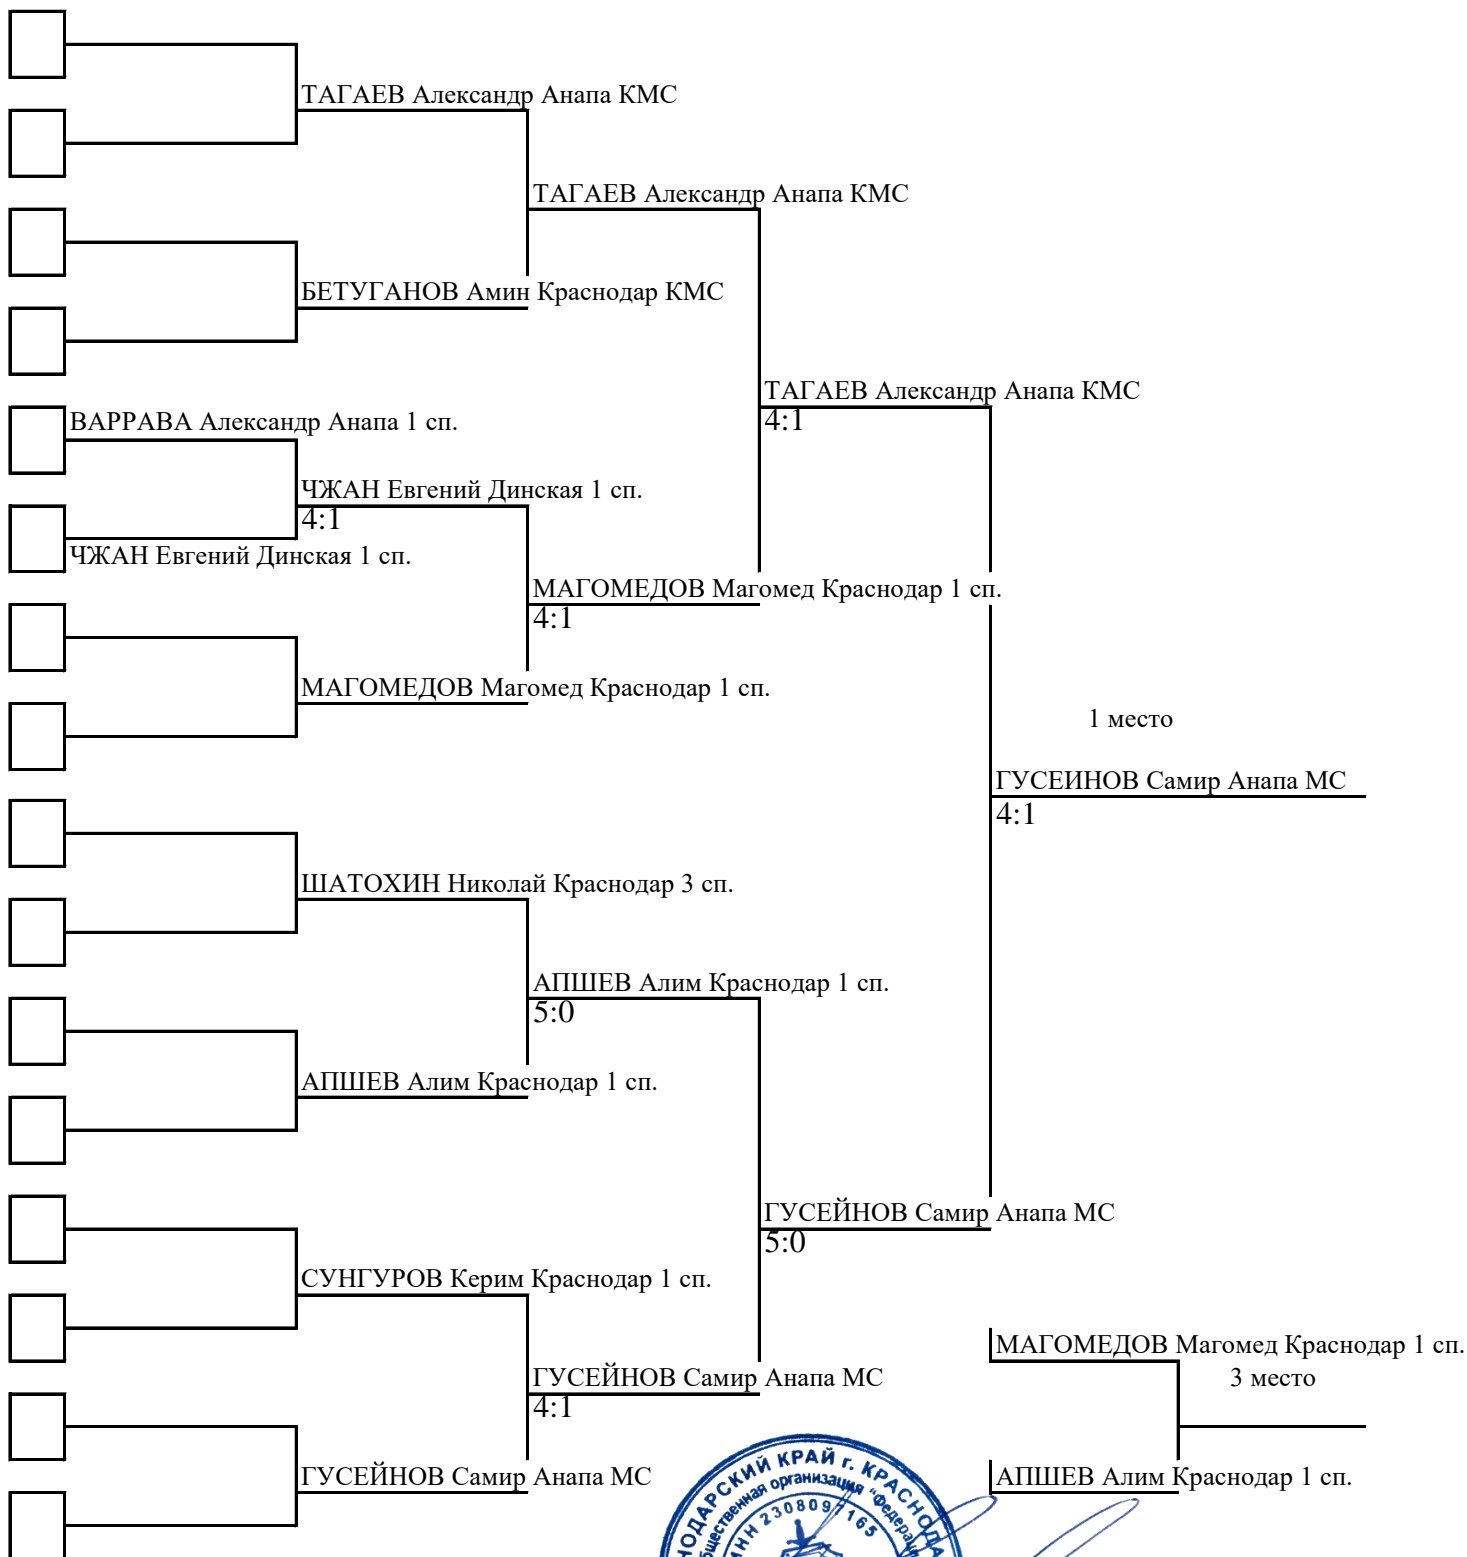 ТАГАЕВ Александр Анапа КМС
ТАГАЕВ Александр Анапа КМС
БЕТУГАНОВ Амин Краснодар КМС
ТАГАЕВ Александр Анапа КМС
4:1
ВАРРАВА Александр Анапа 1 сп.
ЧЖАН Евгений Динская 1 сп.
4:1
ЧЖАН Евгений Динская 1 сп.
МАГОМЕДОВ Магомед Краснодар 1 сп.
4:1
МАГОМЕДОВ Магомед Краснодар 1 сп.
1 место
ГУСЕИНОВ Самир Анапа МС
4:1
ШАТОХИН Николай Краснодар 3 сп.
АПШЕВ Алим Краснодар 1 сп.
5:0
АПШЕВ Алим Краснодар 1 сп.
ГУСЕЙНОВ Самир Анапа МС
5:0
СУНГУРОВ Керим Краснодар 1 сп.
МАГОМЕДОВ Магомед Краснодар 1 сп.
3 место
ГУСЕЙНОВ Самир Анапа МС
4:1
ГУСЕЙНОВ Самир Анапа МС
АПШЕВ Алим Краснодар 1 сп.
КРАЙ г.
организация
ИНН 2308097165